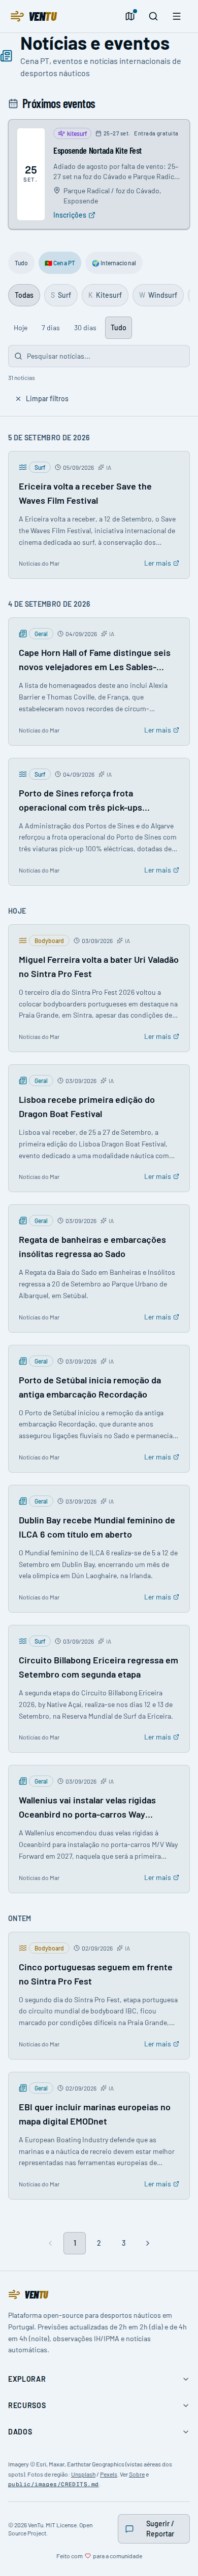 VENTU
Notícias e eventos
Cena PT, eventos e notícias internacionais de
desportos náuticos
Próximos eventos
25
SET.
kitesurf
25–27 set.
Entrada gratuita
Esposende Nortada Kite Fest
Adiado de agosto por falta de vento: 25–
27 set na foz do Cávado e Parque Radic…
Parque Radical / foz do Cávado,
Esposende
Inscrições
Tudo
🇵🇹 Cena PT
🌍 Internacional
Todas
S Surf
K Kitesurf
W Windsurf
Hoje
7 dias
30 dias
Tudo
Pesquisar notícias...
31 notícias
Limpar filtros
5 DE SETEMBRO DE 2026
Surf
05/09/2026
IA
Ericeira volta a receber Save the
Waves Film Festival
A Ericeira volta a receber, a 12 de Setembro, o Save
the Waves Film Festival, iniciativa internacional de
cinema dedicada ao surf, à conservação dos…
Notícias do Mar
Ler mais
4 DE SETEMBRO DE 2026
Geral
04/09/2026
IA
Cape Horn Hall of Fame distingue seis
novos velejadores em Les Sables-…
A lista de homenageados deste ano inclui Alexia
Barrier e Thomas Coville, de França, que
estabeleceram novos recordes de circum-…
Notícias do Mar
Ler mais
Surf
04/09/2026
IA
Porto de Sines reforça frota
operacional com três pick-ups…
A Administração dos Portos de Sines e do Algarve
reforçou a frota operacional do Porto de Sines com
três viaturas pick-up 100% eléctricas, dotadas de…
Notícias do Mar
Ler mais
HOJE
Bodyboard
03/09/2026
IA
Miguel Ferreira volta a bater Uri Valadão
no Sintra Pro Fest
O terceiro dia do Sintra Pro Fest 2026 voltou a
colocar bodyboarders portugueses em destaque na
Praia Grande, em Sintra, apesar das condições de…
Notícias do Mar
Ler mais
Geral
03/09/2026
IA
Lisboa recebe primeira edição do
Dragon Boat Festival
Lisboa vai receber, de 25 a 27 de Setembro, a
primeira edição do Lisbon Dragon Boat Festival,
evento dedicado a uma modalidade náutica com…
Notícias do Mar
Ler mais
Geral
03/09/2026
IA
Regata de banheiras e embarcações
insólitas regressa ao Sado
A Regata da Baía do Sado em Banheiras e Insólitos
regressa a 20 de Setembro ao Parque Urbano de
Albarquel, em Setúbal.
Notícias do Mar
Ler mais
Geral
03/09/2026
IA
Porto de Setúbal inicia remoção da
antiga embarcação Recordação
O Porto de Setúbal iniciou a remoção da antiga
embarcação Recordação, que durante anos
assegurou ligações fluviais no Sado e permanecia…
Notícias do Mar
Ler mais
Geral
03/09/2026
IA
Dublin Bay recebe Mundial feminino de
ILCA 6 com título em aberto
O Mundial feminino de ILCA 6 realiza-se de 5 a 12 de
Setembro em Dublin Bay, encerrando um mês de
vela olímpica em Dún Laoghaire, na Irlanda.
Notícias do Mar
Ler mais
Surf
03/09/2026
IA
Circuito Billabong Ericeira regressa em
Setembro com segunda etapa
A segunda etapa do Circuito Billabong Ericeira
2026, by Native Açaí, realiza-se nos dias 12 e 13 de
Setembro, na Reserva Mundial de Surf da Ericeira.
Notícias do Mar
Ler mais
Geral
03/09/2026
IA
Wallenius vai instalar velas rígidas
Oceanbird no porta-carros Way…
A Wallenius encomendou duas velas rígidas à
Oceanbird para instalação no porta-carros M/V Way
Forward em 2027, naquela que será a primeira…
Notícias do Mar
Ler mais
ONTEM
Bodyboard
02/09/2026
IA
Cinco portuguesas seguem em frente
no Sintra Pro Fest
O segundo dia do Sintra Pro Fest, etapa portuguesa
do circuito mundial de bodyboard IBC, ficou
marcado por condições difíceis na Praia Grande,…
Notícias do Mar
Ler mais
Geral
02/09/2026
IA
EBI quer incluir marinas europeias no
mapa digital EMODnet
A European Boating Industry defende que as
marinas e a náutica de recreio devem estar melhor
representadas nas ferramentas europeias de…
Notícias do Mar
Ler mais
1
2
3
VENTU
Plataforma open-source para desportos náuticos em
Portugal. Previsões actualizadas de 2h em 2h (dia) e de 4h
em 4h (noite), observações IH/IPMA e notícias
automáticas.
EXPLORAR
RECURSOS
DADOS
Imagery © Esri, Maxar, Earthstar Geographics (vistas aéreas dos
spots). Fotos de região: Unsplash / Pexels. Ver Sobre e
public/images/CREDITS.md.
© 2026 VenTu. MIT License. Open
Source Project.
Sugerir /
Reportar
Feito com ♡ para a comunidade